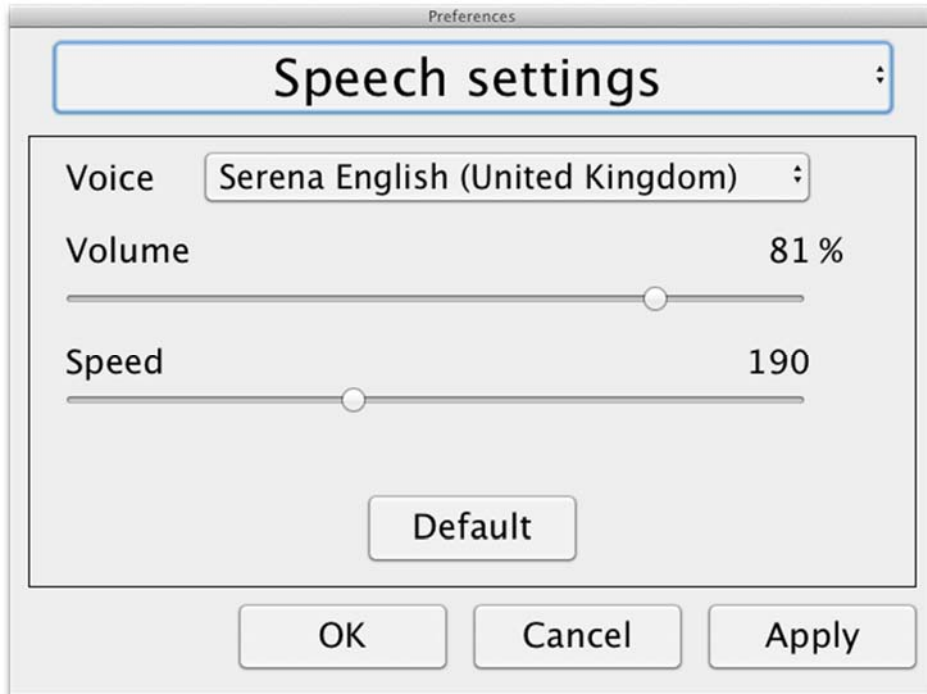 Preferences
Speech settings
Voice Serena English (United Kingdom)
Volume 81 %
Speed 190
Default
OK Cancel Apply